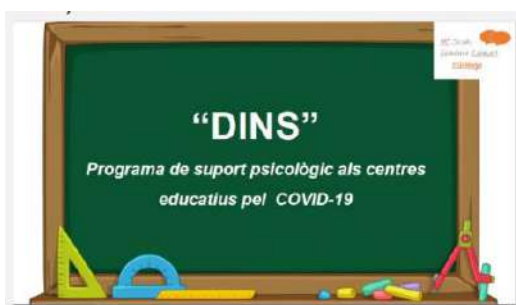 “DINS”
Programa de suport psicològic als centres
educatius pel COVID-19